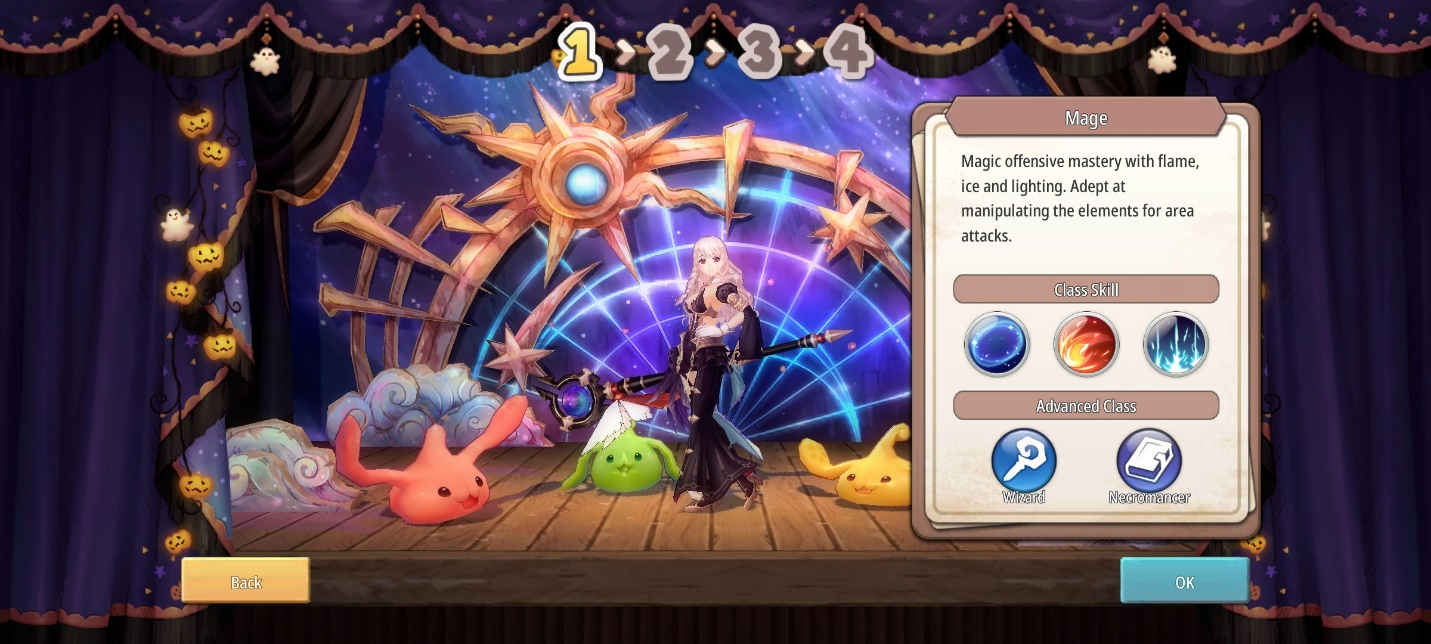 1 > 2 > 3 > 4
Mage
Magic offensive mastery with flame,
ice and lighting. Adept at
manipulating the elements for area
attacks.
Class Skill
Advanced Class
Wizard
Necromancer
Back
OK